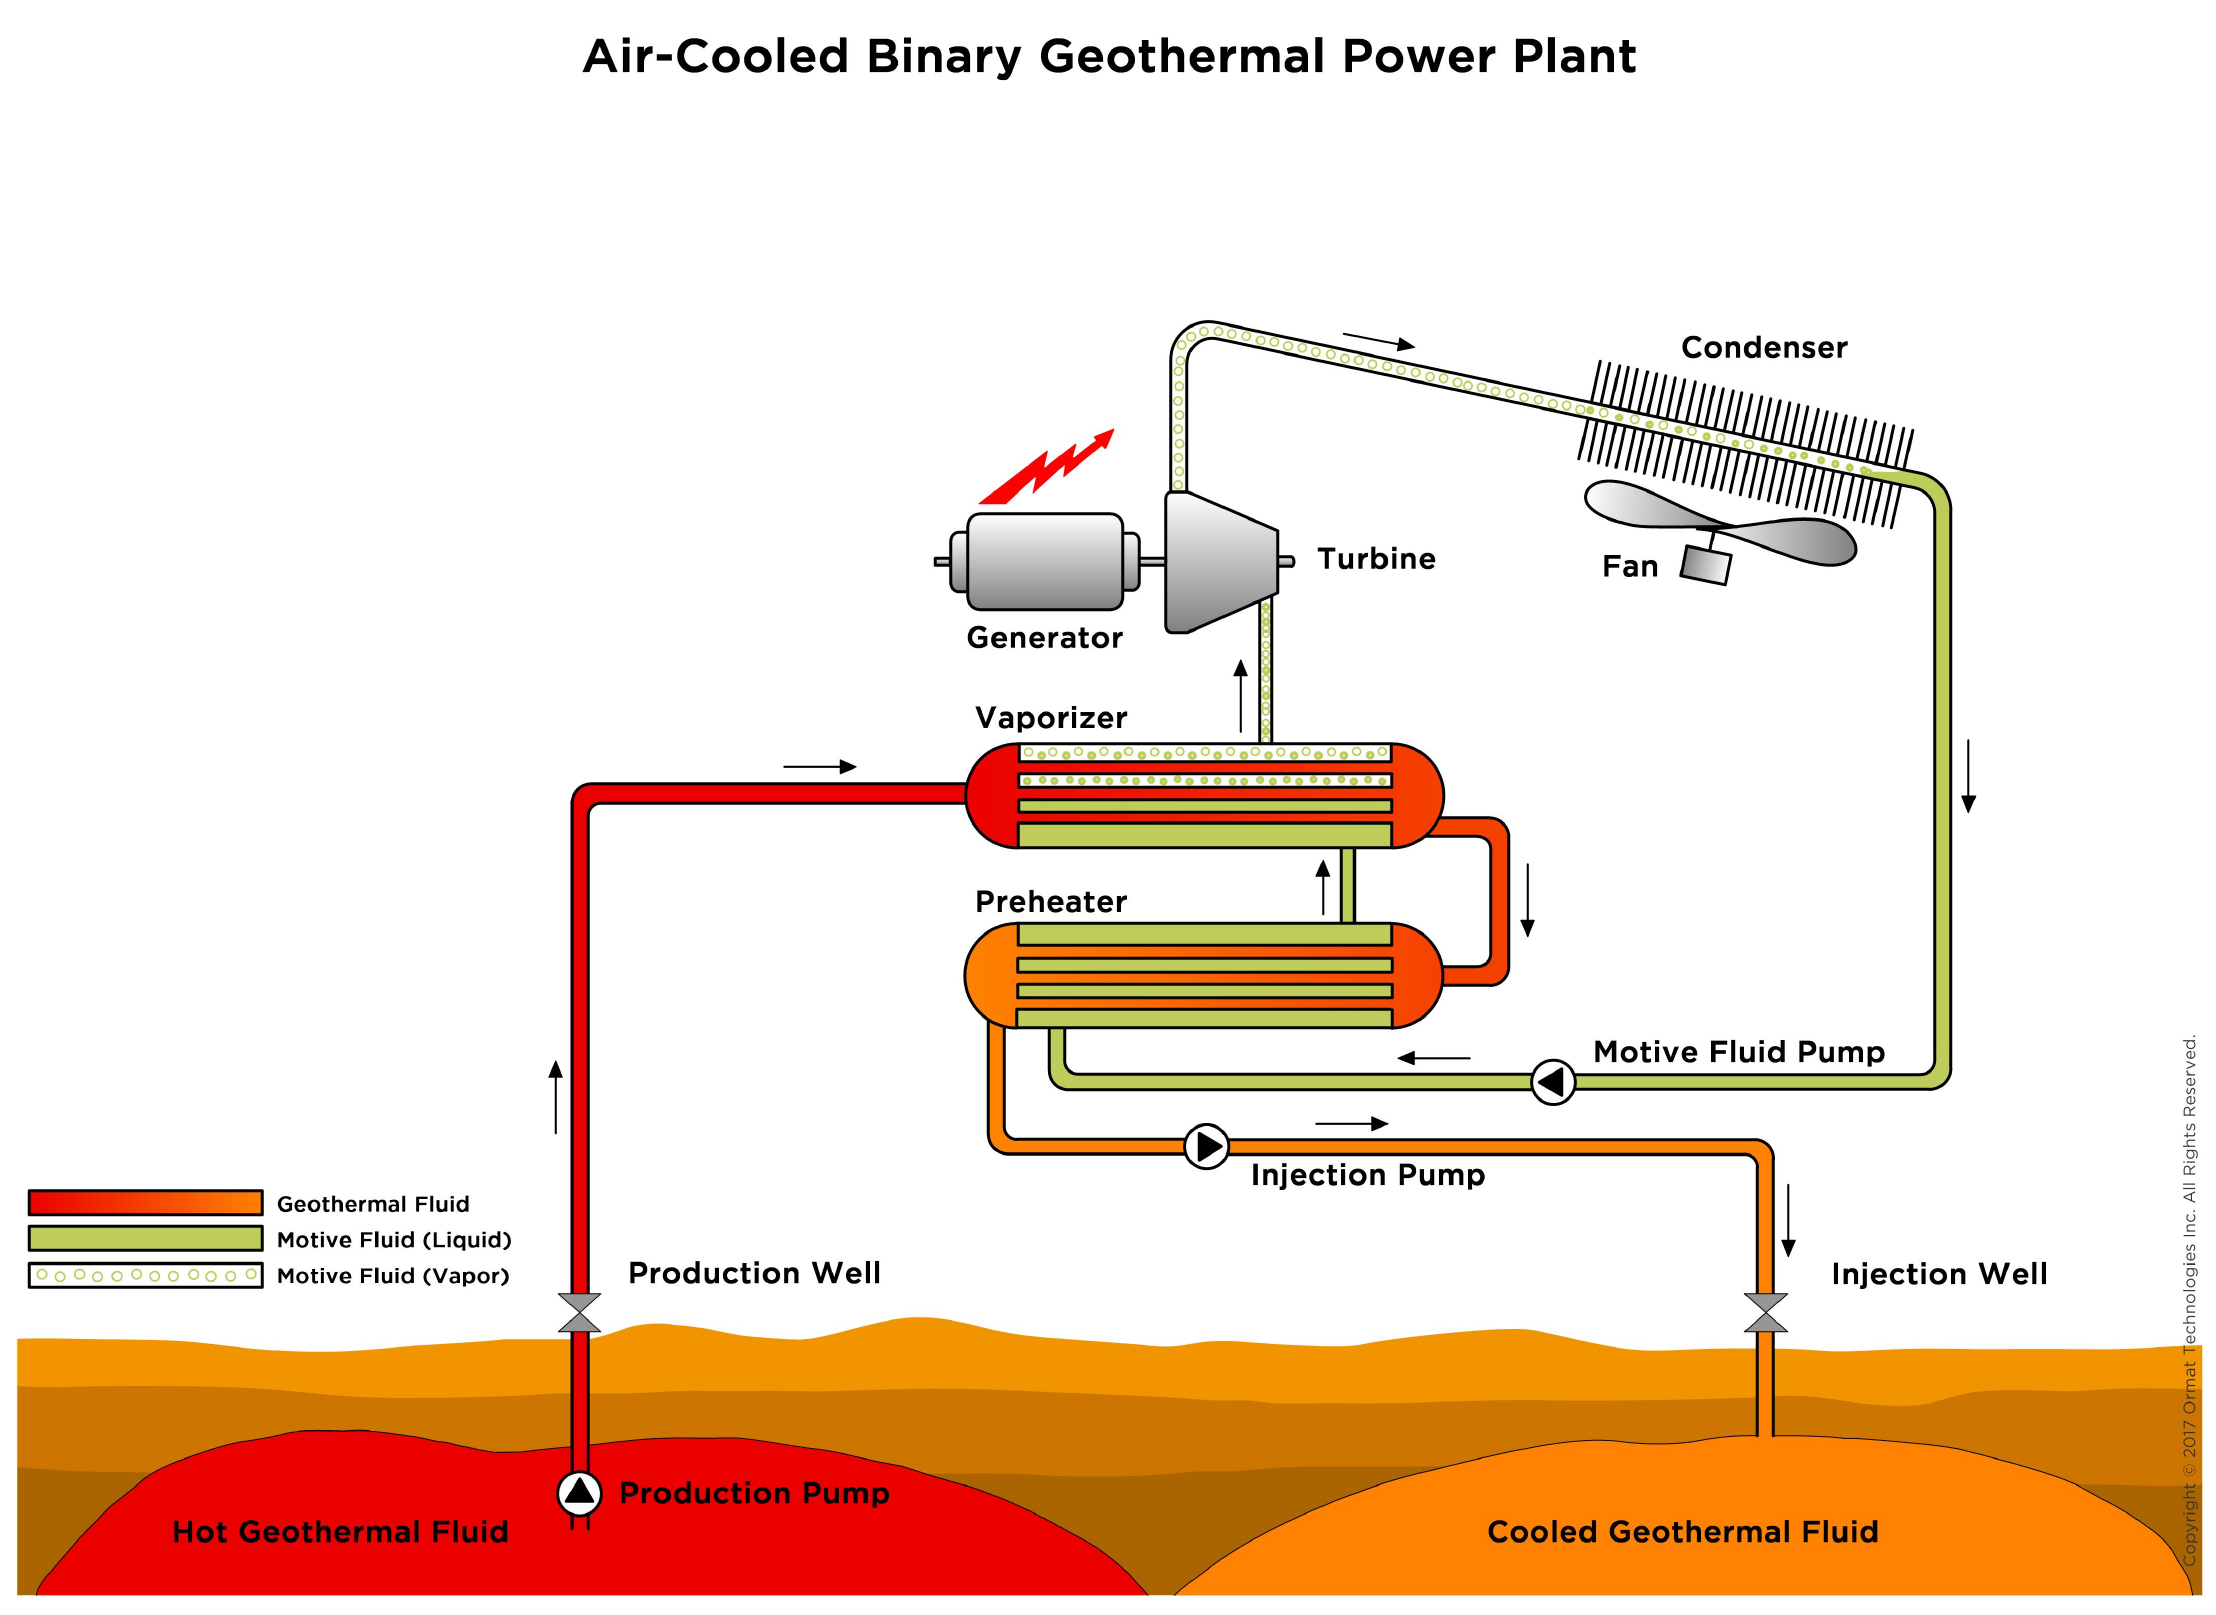 Air-Cooled Binary Geothermal Power Plant
Condenser
Fan
Turbine
Generator
Vaporizer
Preheater
Motive Fluid Pump
Injection Pump
Geothermal Fluid
Motive Fluid (Liquid)
Motive Fluid (Vapor)
Production Well
Injection Well
Production Pump
Hot Geothermal Fluid
Cooled Geothermal Fluid
Copyright © 2017 Ormat Technologies Inc. All Rights Reserved.